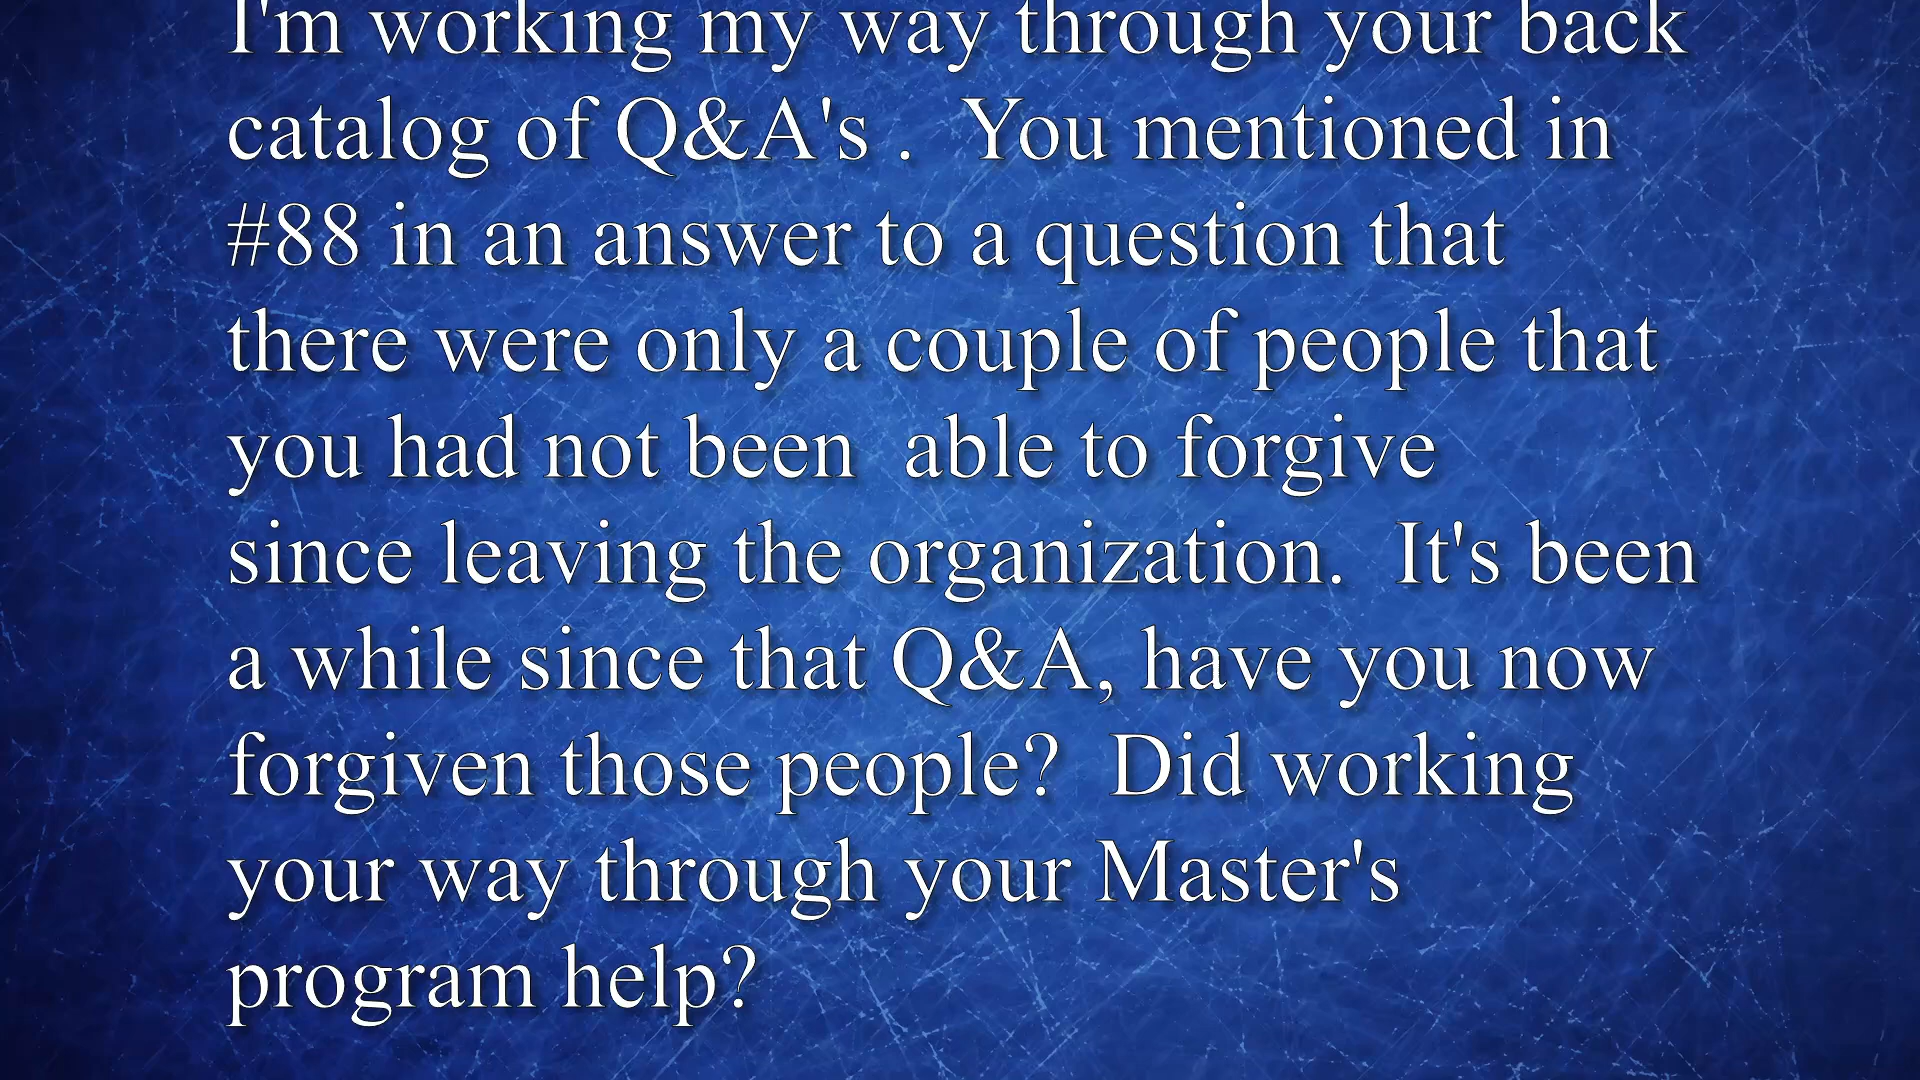 I'm working my way through your back
catalog of Q&A's .  You mentioned in
#88 in an answer to a question that
there were only a couple of people that
you had not been  able to forgive
since leaving the organization.  It's been
a while since that Q&A, have you now
forgiven those people?  Did working
your way through your Master's
program help?